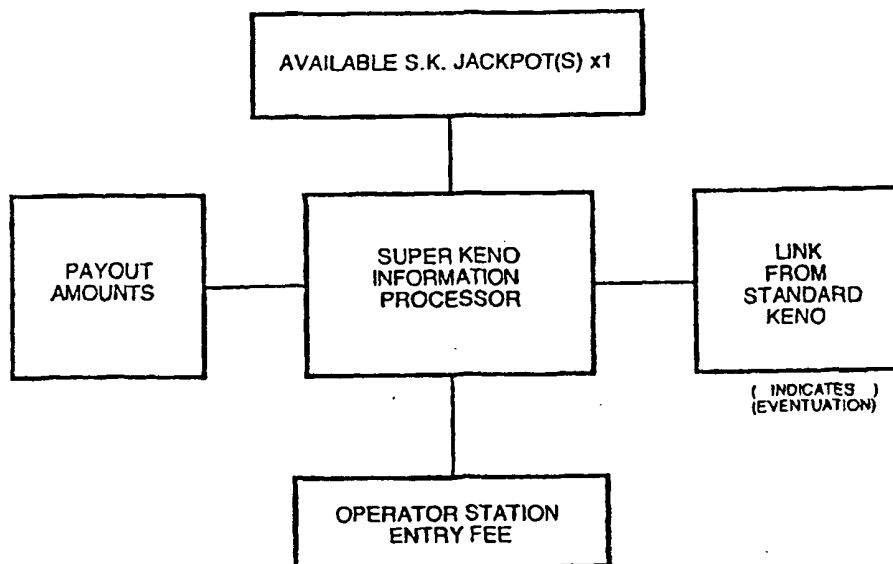 AVAILABLE S.K. JACKPOT(S) x1
PAYOUT
AMOUNTS
SUPER KENO
INFORMATION
PROCESSOR
LINK
FROM
STANDARD
KENO
( INDICATES )
(EVENTUATION)
OPERATOR STATION
ENTRY FEE